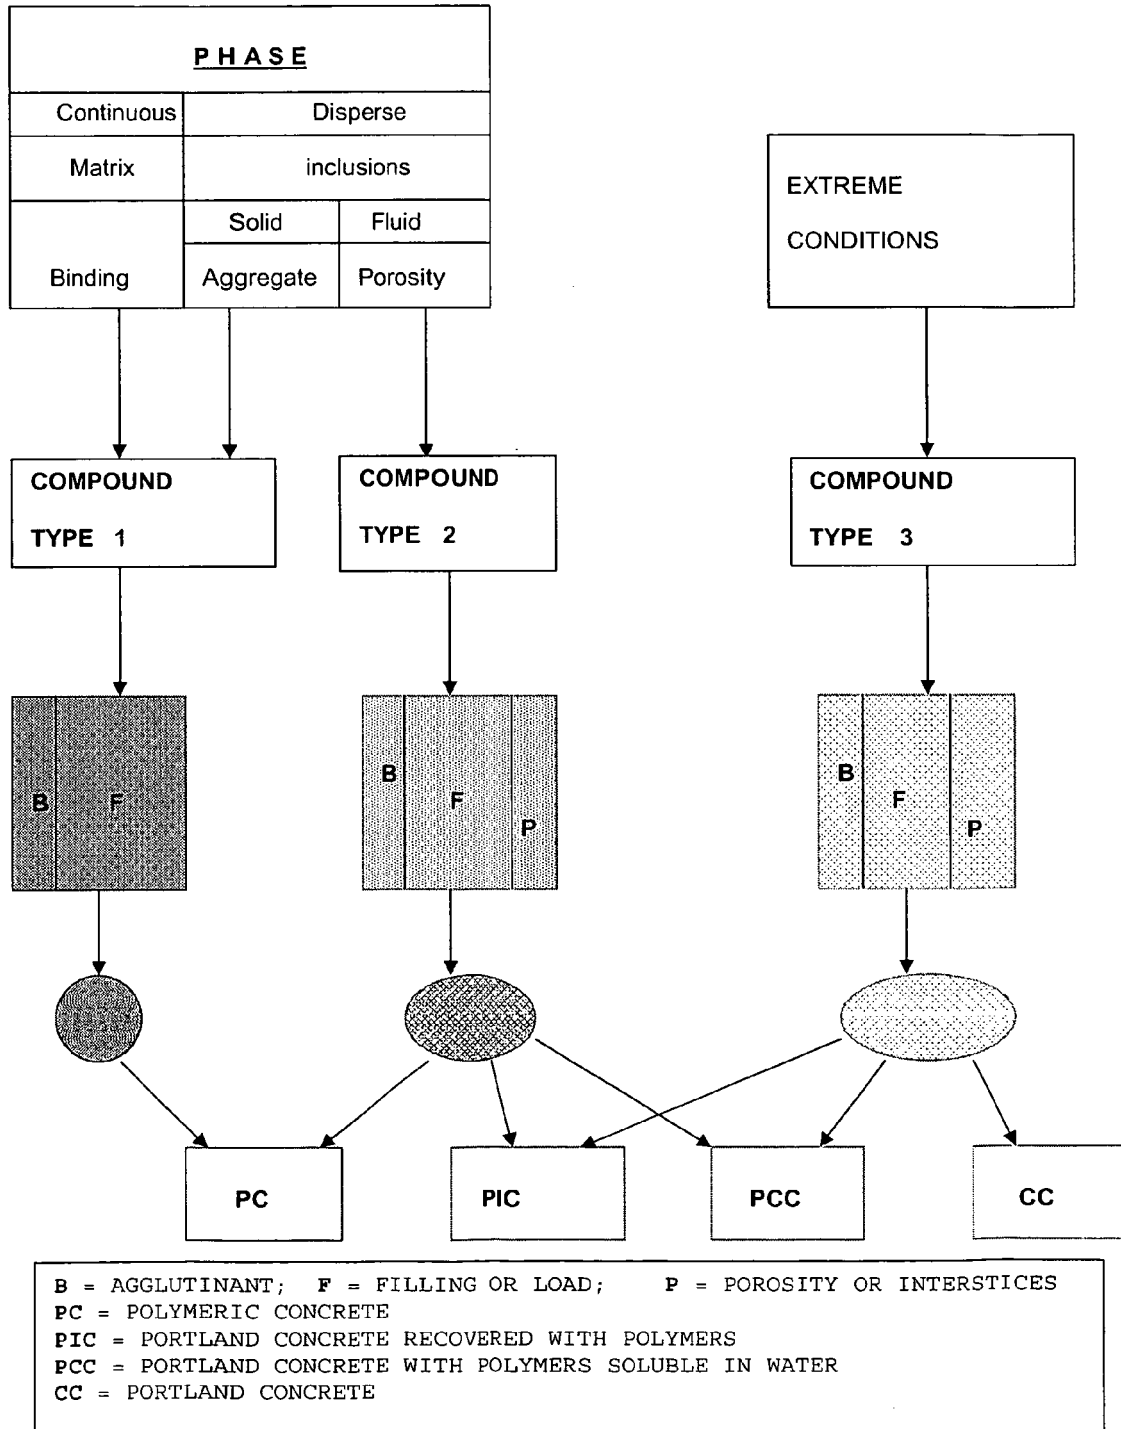 PHASE
Continuous Disperse
Matrix inclusions
Solid Fluid
Binding Aggregate Porosity
EXTREME
CONDITIONS
COMPOUND
TYPE 1
COMPOUND
TYPE 2
COMPOUND
TYPE 3
B F
B F P
B F P
PC PIC PCC CC
B = AGGLUTINANT; F = FILLING OR LOAD; P = POROSITY OR INTERSTICES
PC = POLYMERIC CONCRETE
PIC = PORTLAND CONCRETE RECOVERED WITH POLYMERS
PCC = PORTLAND CONCRETE WITH POLYMERS SOLUBLE IN WATER
CC = PORTLAND CONCRETE